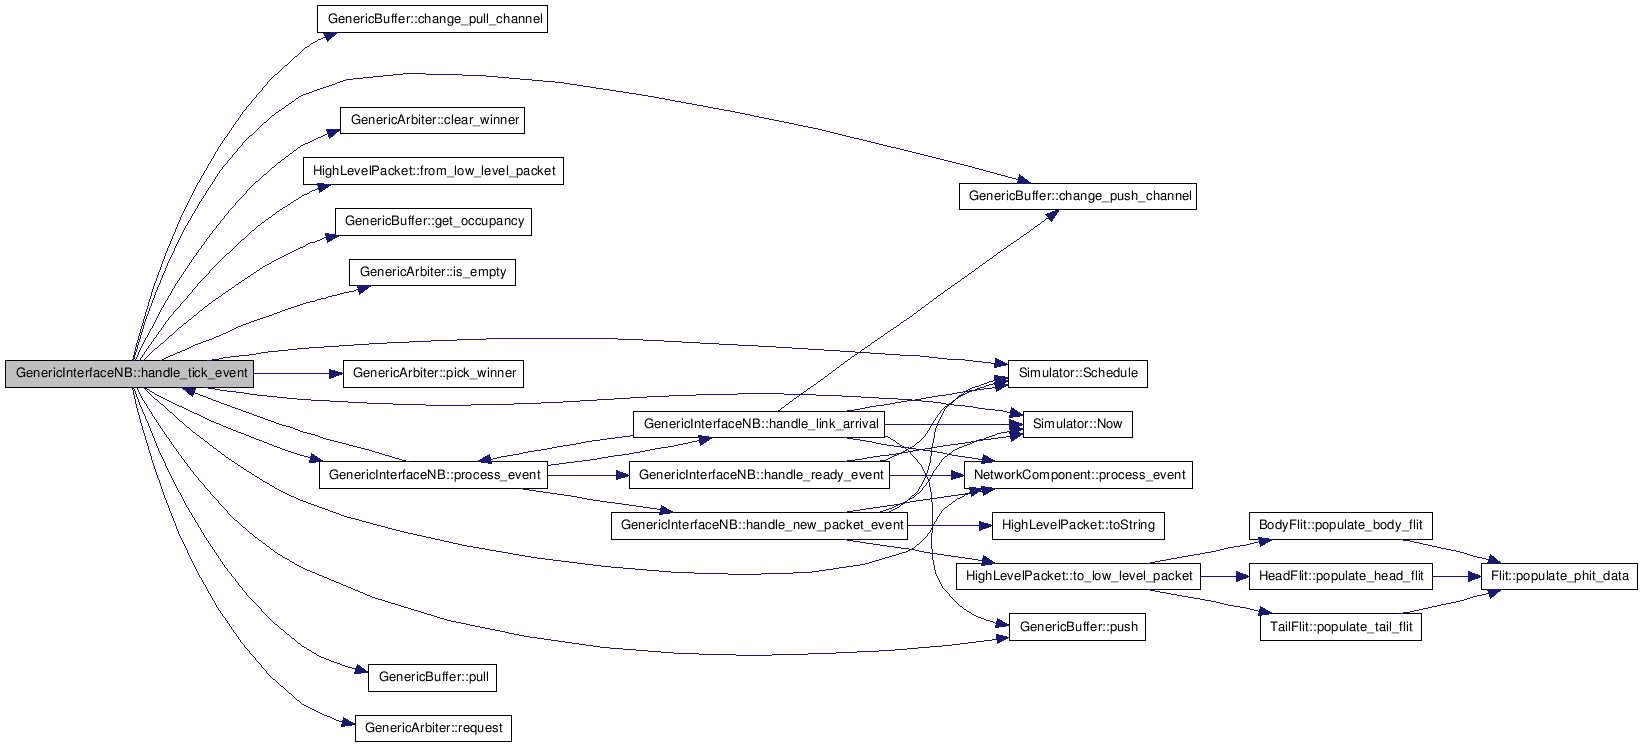 GenericBuffer::change_pull_channel
GenericArbiter::clear_winner
HighLevelPacket::from_low_level_packet
GenericBuffer::change_push_channel
GenericBuffer::get_occupancy
GenericArbiter::is_empty
GenericInterfaceNB::handle_tick_event
GenericArbiter::pick_winner
Simulator::Schedule
GenericInterfaceNB::handle_link_arrival
Simulator::Now
GenericInterfaceNB::process_event
GenericInterfaceNB::handle_ready_event
NetworkComponent::process_event
GenericInterfaceNB::handle_new_packet_event
HighLevelPacket::toString
BodyFlit::populate_body_flit
HighLevelPacket::to_low_level_packet
HeadFlit::populate_head_flit
Flit::populate_phit_data
GenericBuffer::push
TailFlit::populate_tail_flit
GenericBuffer::pull
GenericArbiter::request